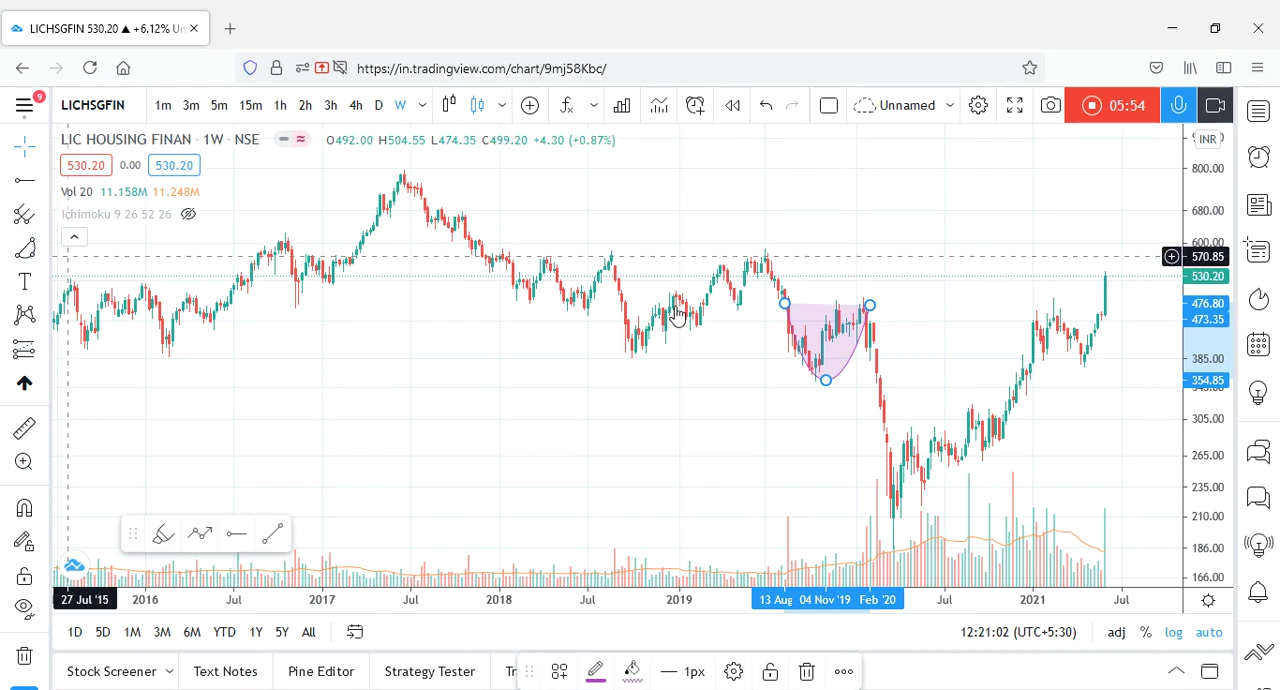 LICHSGFIN 530.20 ▲ +6.12% Un
https://in.tradingview.com/chart/9mj58Kbc/
9
LICHSGFIN 1m 3m 5m 15m 1h 2h 3h 4h D W Unnamed 05:54
LIC HOUSING FINAN · 1W · NSE O492.00 H504.55 L474.35 C499.20 +4.30 (+0.87%) INR
530.20 0.00 530.20
Vol 20 11.158M 11.248M
Ichimoku 9 26 52 26
800.00
680.00
600.00
570.85
530.20
476.80
473.35
385.00
354.85
305.00
265.00
235.00
210.00
186.00
166.00
27 Jul '15 2016 Jul 2017 Jul 2018 Jul 2019 13 Aug 04 Nov '19 Feb '20 Jul 2021 Jul
1D 5D 1M 3M 6M YTD 1Y 5Y All 12:21:02 (UTC+5:30) adj % log auto
Stock Screener Text Notes Pine Editor Strategy Tester Tr 1px